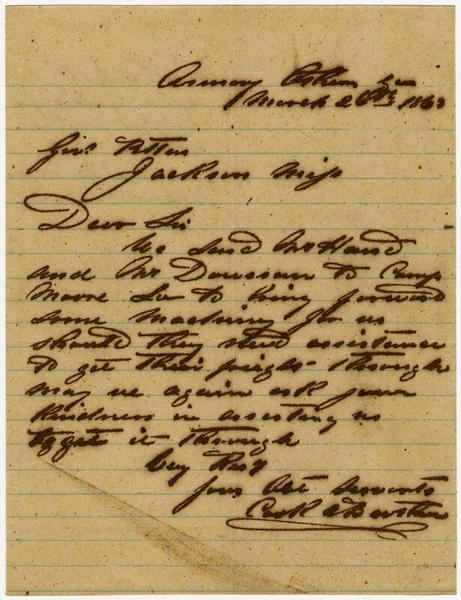 Armory Athens Ga
March 26th 1863
Gov. Pettus
Jackson Miss
Dear Sir
We send Mr Hand
and Mr Dowian to Camp
Moore La to bring forward
some Machinery for us
should they need assistance
to get their freight through
may we again ask your
Kindness in assisting us
to get it through
Very Resp
your Obt Servants
Cook & Brother